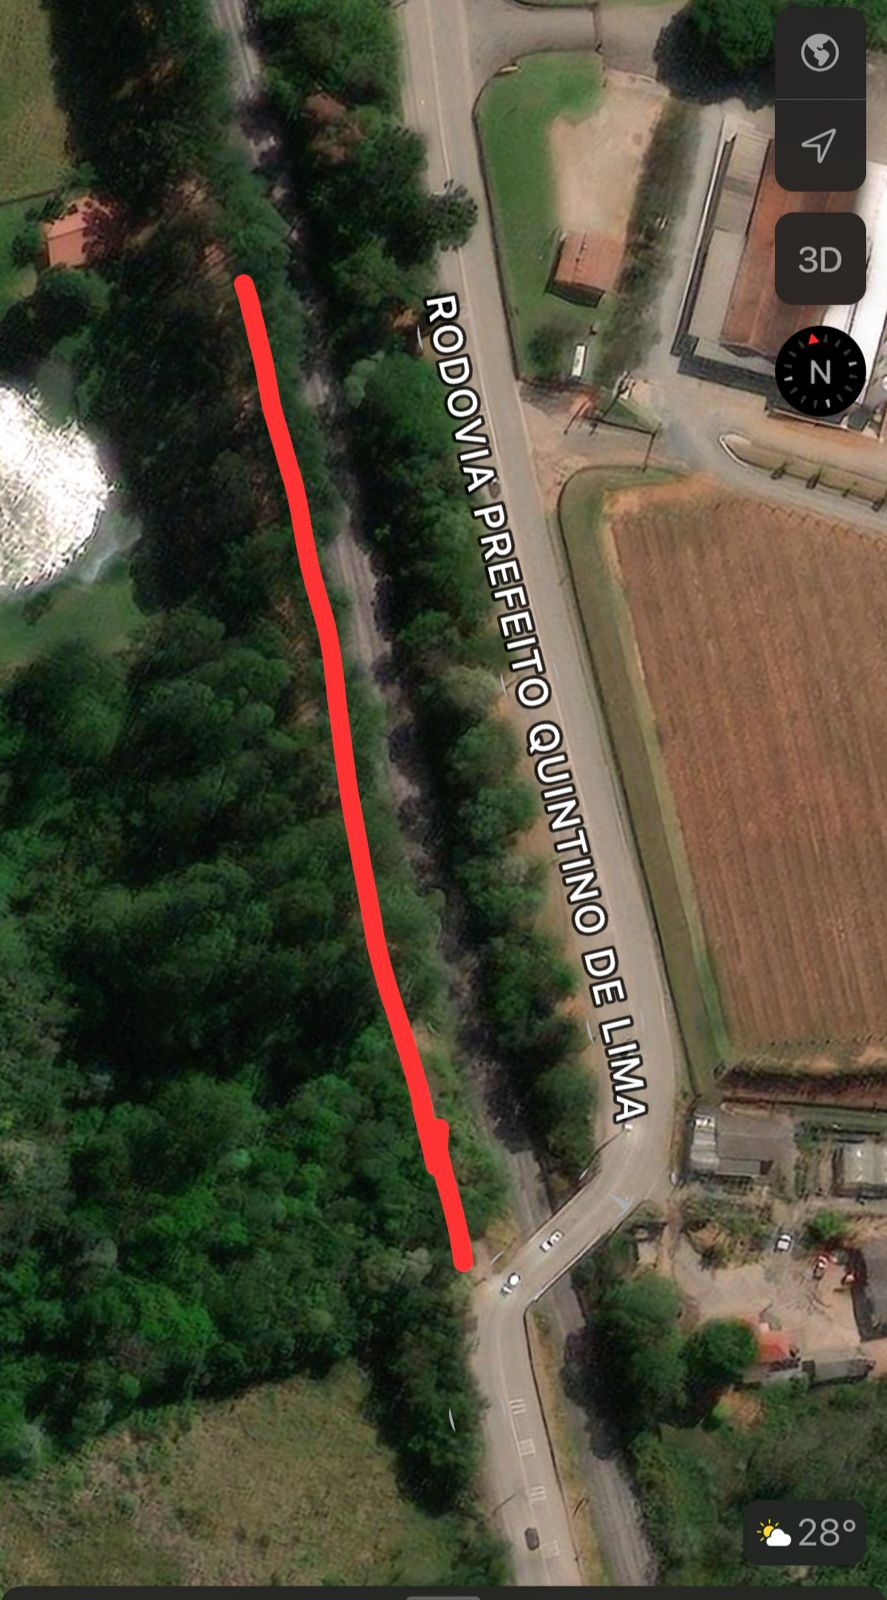 3D
N
RODOVIA PREFEITO QUINTINO DE LIMA
28°